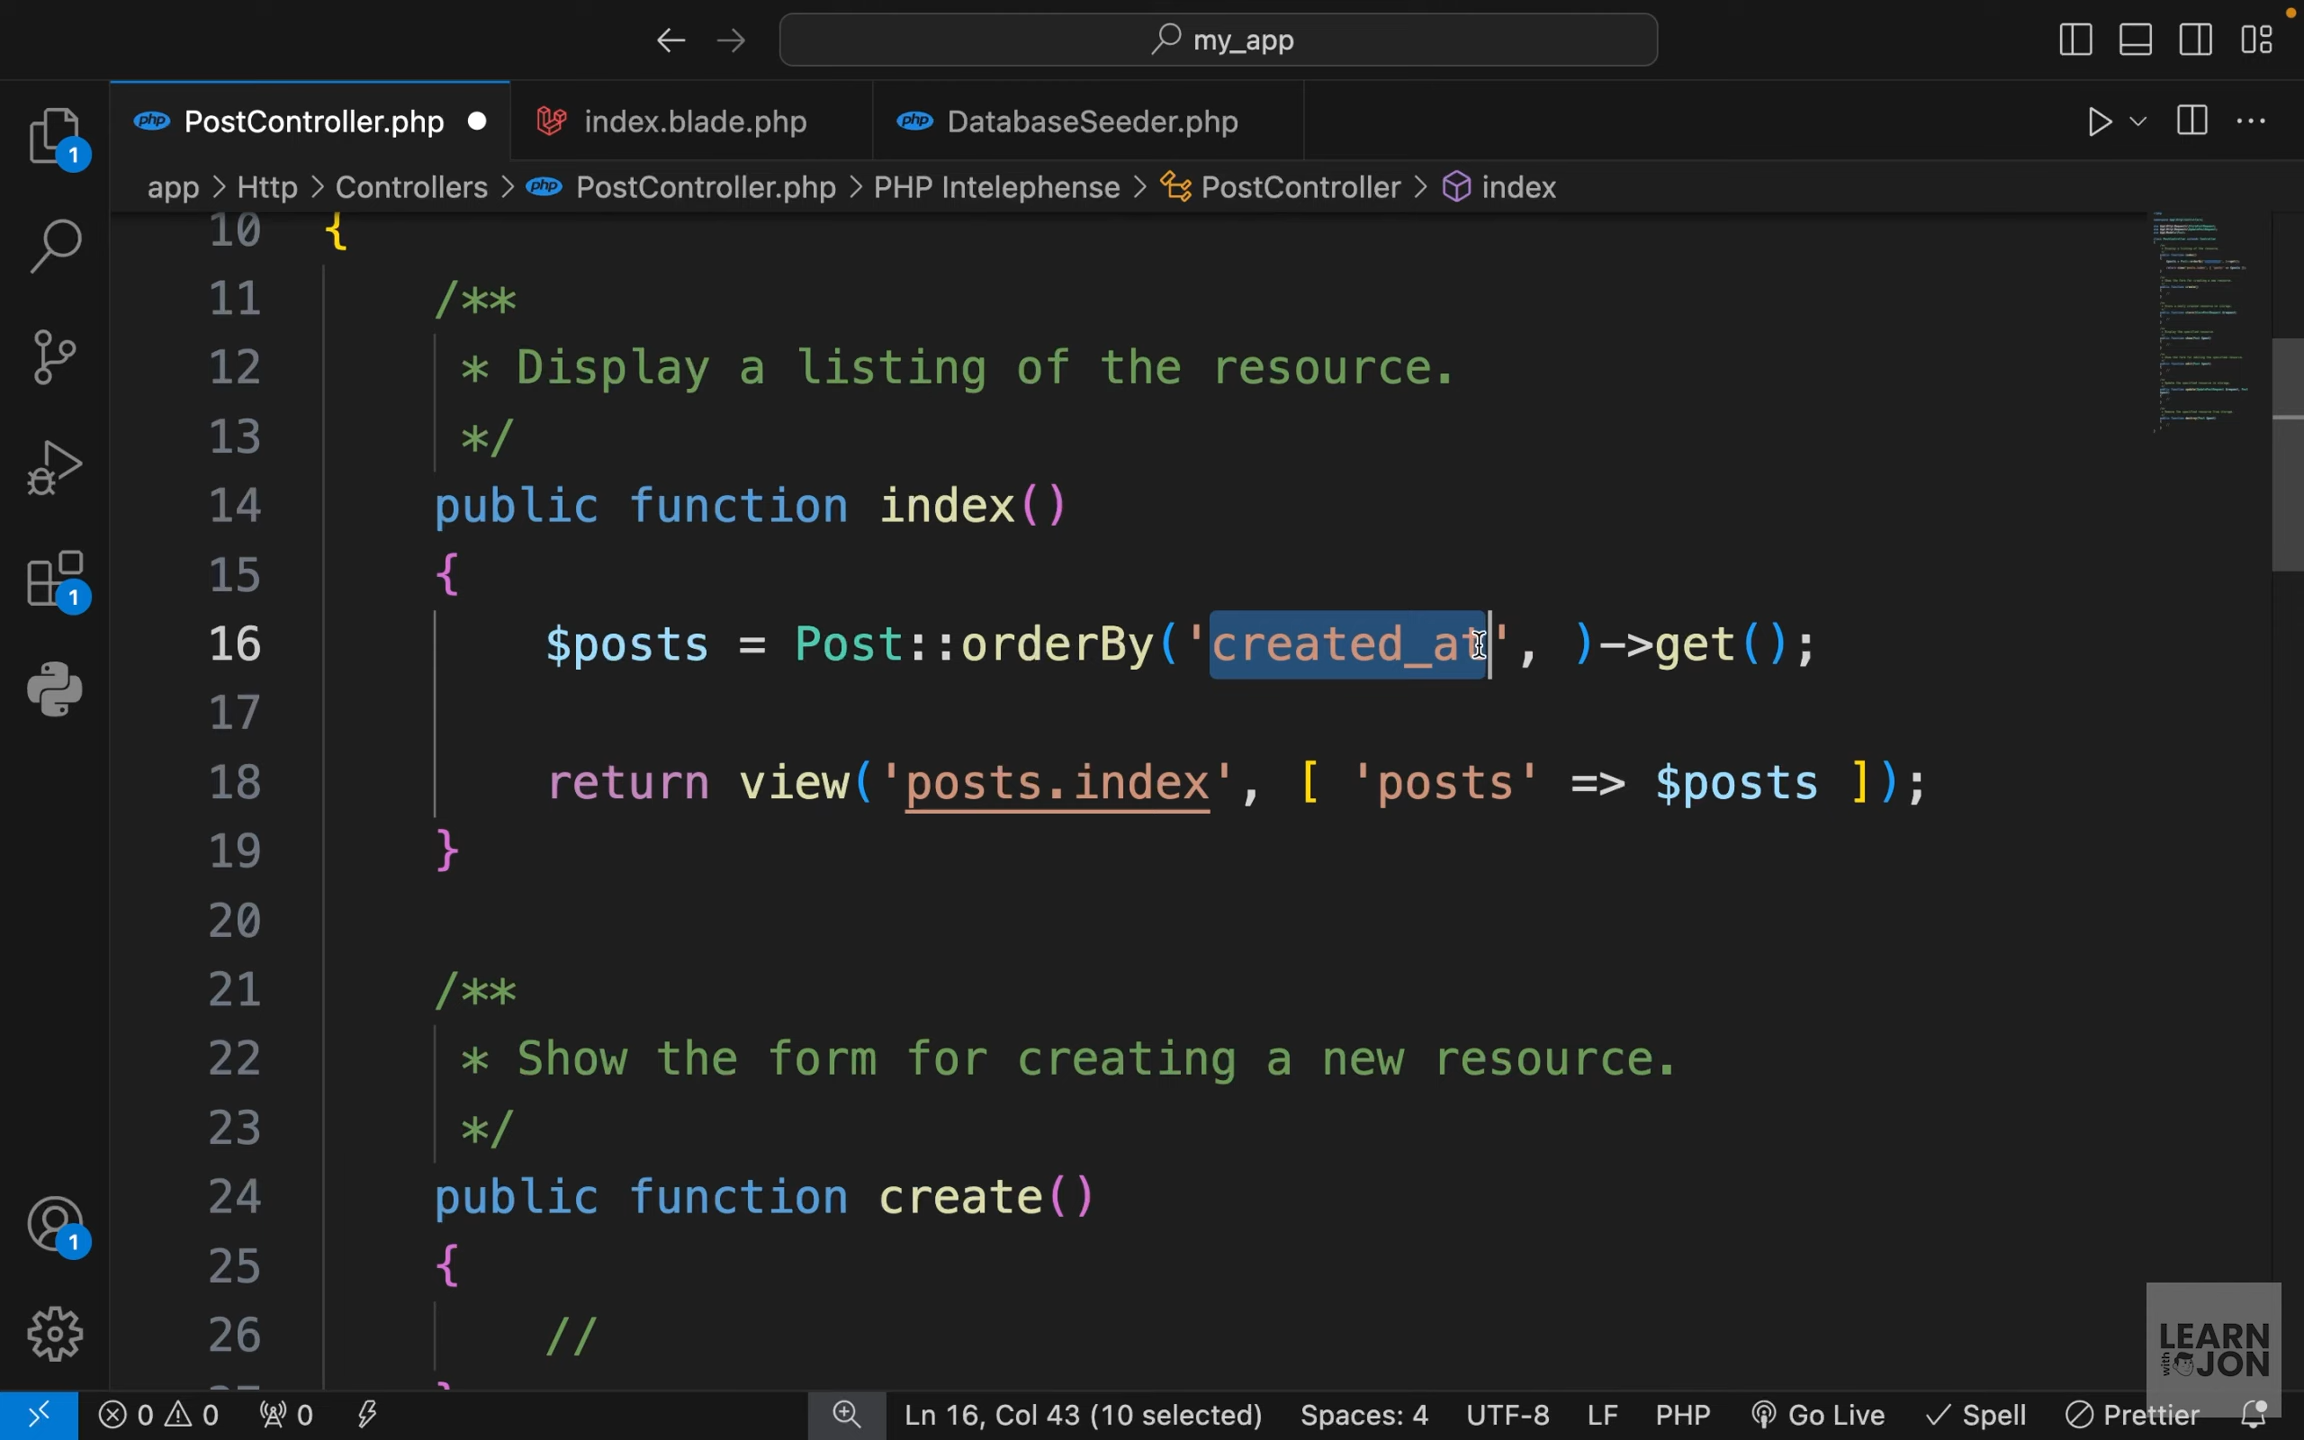 my_app
PostController.php
index.blade.php
DatabaseSeeder.php
app > Http > Controllers > PostController.php > PHP Intelephense > PostController > index
10 {
11 /**
12 * Display a listing of the resource.
13 */
14 public function index()
15 {
16 $posts = Post::orderBy('created_at', )->get();
17
18 return view('posts.index', [ 'posts' => $posts ]);
19 }
20
21 /**
22 * Show the form for creating a new resource.
23 */
24 public function create()
25 {
26 //
1
1
1
LEARN
with JON
0 0 0 Ln 16, Col 43 (10 selected) Spaces: 4 UTF-8 LF PHP Go Live Spell Prettier